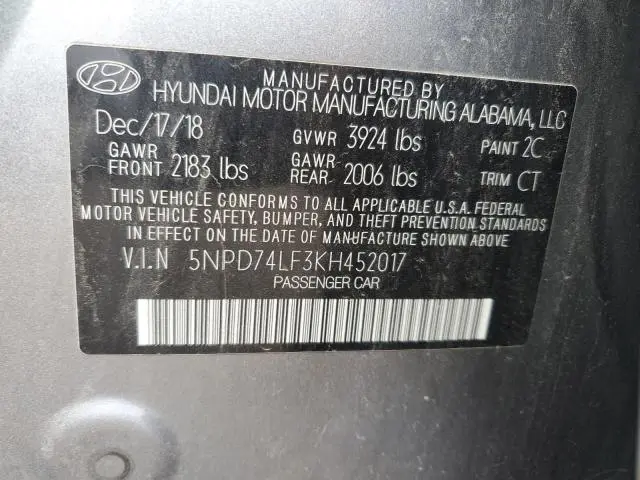 MANUFACTURED BY
HYUNDAI MOTOR MANUFACTURING ALABAMA, LLC
Dec/17/18 GVWR 3924 lbs PAINT 2C
GAWR FRONT 2183 lbs GAWR REAR 2006 lbs TRIM CT
THIS VEHICLE CONFORMS TO ALL APPLICABLE U.S.A. FEDERAL
MOTOR VEHICLE SAFETY, BUMPER, AND THEFT PREVENTION STANDARDS
IN EFFECT ON THE DATE OF MANUFACTURE SHOWN ABOVE.
V.I.N 5NPD74LF3KH452017
PASSENGER CAR